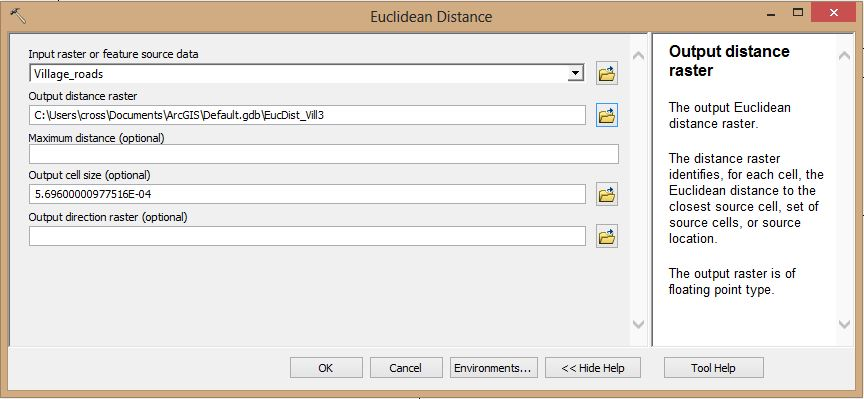 Euclidean Distance
Input raster or feature source data
Village_roads
Output distance raster
C:\Users\cross\Documents\ArcGIS\Default.gdb\EucDist_Vill3
Maximum distance (optional)
Output cell size (optional)
5.69600000977516E-04
Output direction raster (optional)
Output distance
raster
The output Euclidean
distance raster.
The distance raster
identifies, for each cell, the
Euclidean distance to the
closest source cell, set of
source cells, or source
location.
The output raster is of
floating point type.
OK
Cancel
Environments...
<< Hide Help
Tool Help